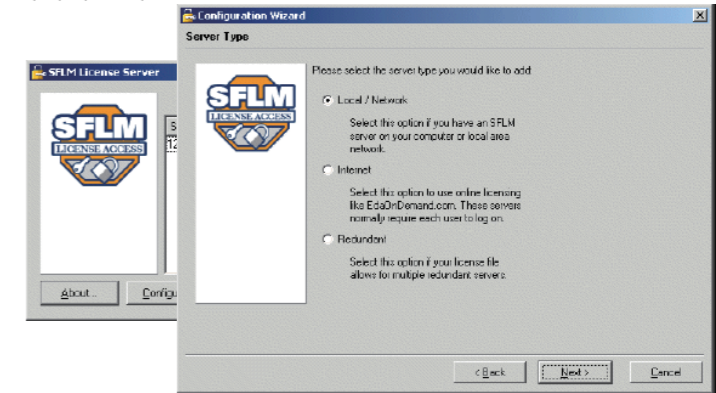 Configuration Wizard
Server Type
SFLM License Server
SFLM
LICENSE ACCESS
S
12
About...
Configu
SFLM
LICENSE ACCESS
Please select the server type you would like to add
Local / Network
Select this option if you have an SFLM
server on your computer or local area
network.
Internet
Select this option to use online licensing
like EdaOnDemand.com. These servers
normally require each user to log on.
Redundant
Select this option if your license file
allows for multiple redundant servers.
< Back
Next >
Cancel